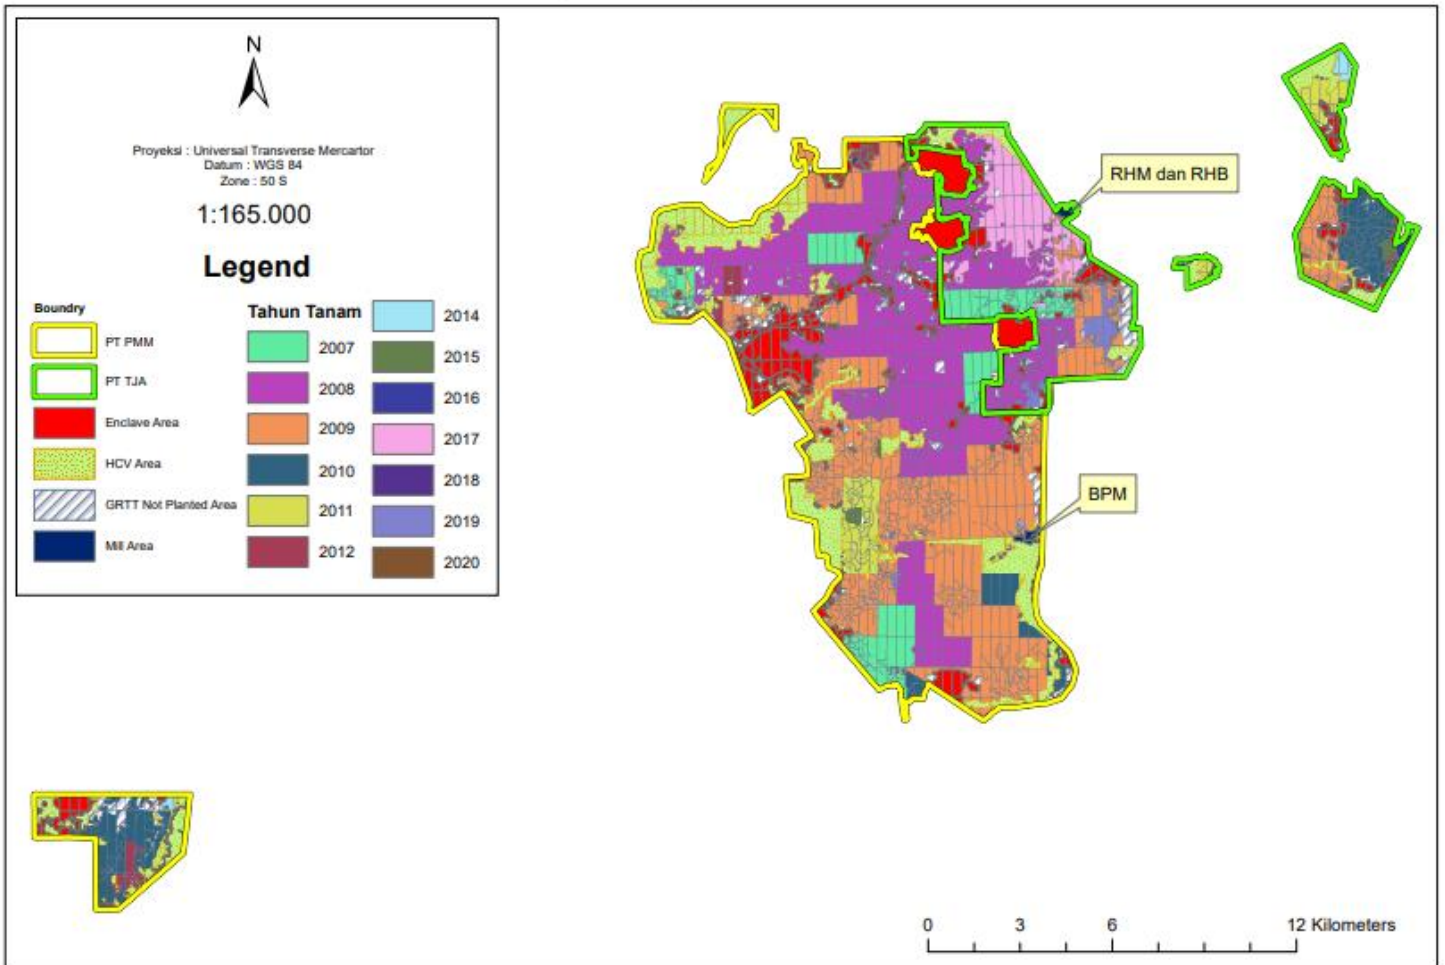 N
Proyeksi : Universal Transverse Mercartor
Datum : WGS 84
Zone : 50 S
1:165.000
Legend
Boundry
PT PMM
PT TJA
Enclave Area
HCV Area
GRTT Not Planted Area
Mill Area
Tahun Tanam
2007
2008
2009
2010
2011
2012
2014
2015
2016
2017
2018
2019
2020
RHM dan RHB
BPM
0 3 6 12 Kilometers